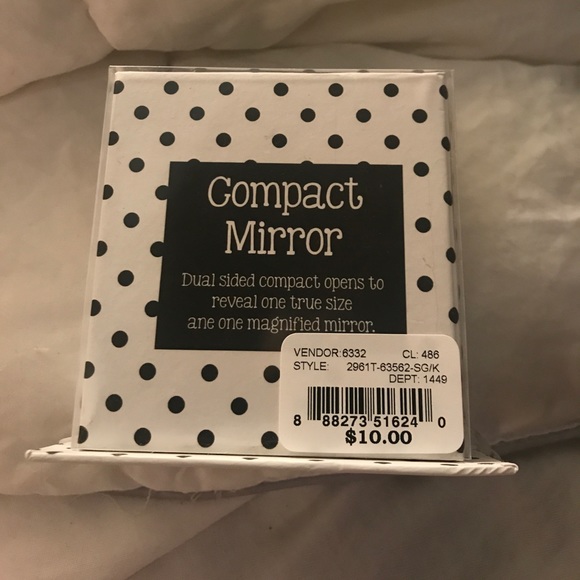 Compact
Mirror
Dual sided compact opens to
reveal one true size
ane one magnified mirror.
VENDOR:6332 CL: 486
STYLE: 2961T-63562-SG/K
DEPT: 1449
8 88273 51624 0
$10.00